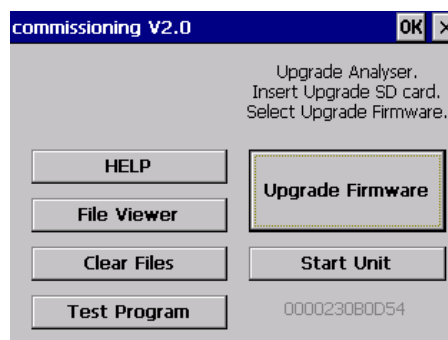 commissioning V2.0 OK ×
Upgrade Analyser.
Insert Upgrade SD card.
Select Upgrade Firmware.
HELP
Upgrade Firmware
File Viewer
Clear Files
Start Unit
Test Program
0000230B0D54